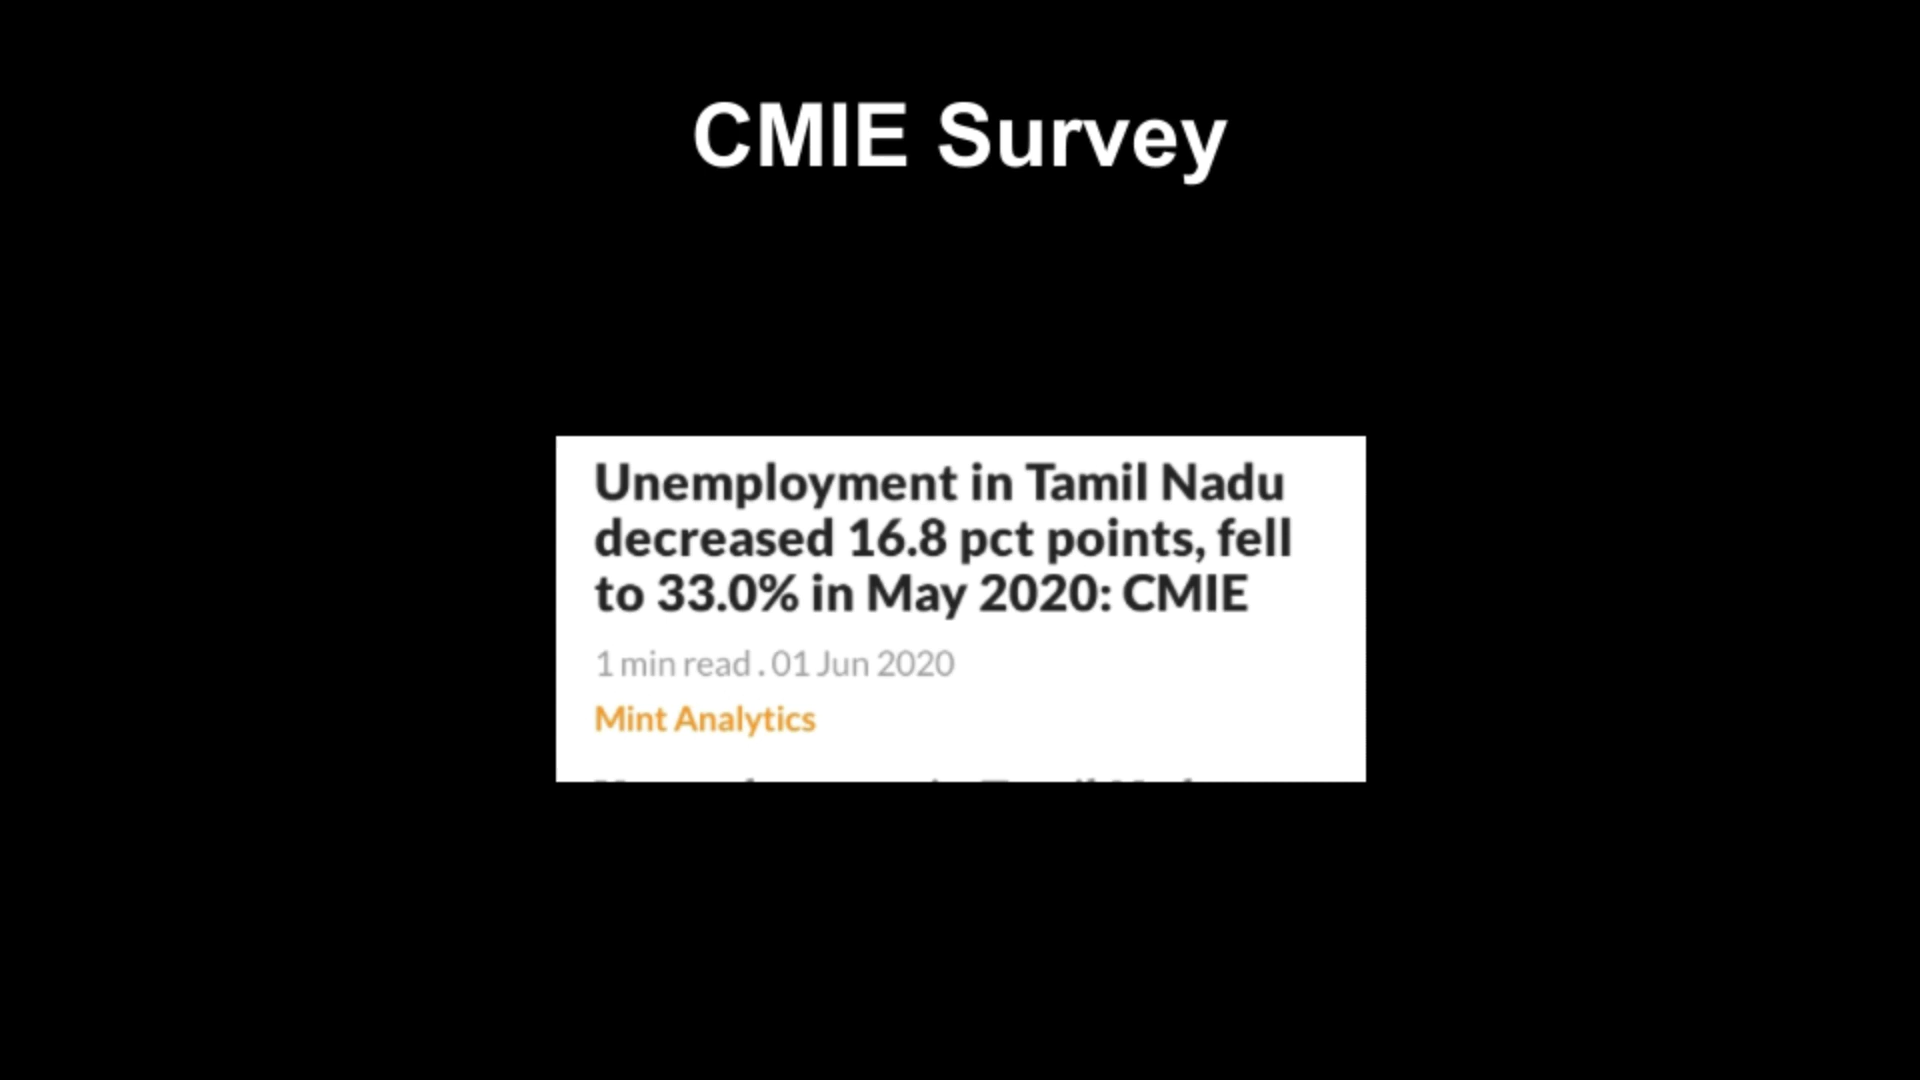 CMIE Survey
Unemployment in Tamil Nadu
decreased 16.8 pct points, fell
to 33.0% in May 2020: CMIE
1 min read . 01 Jun 2020
Mint Analytics